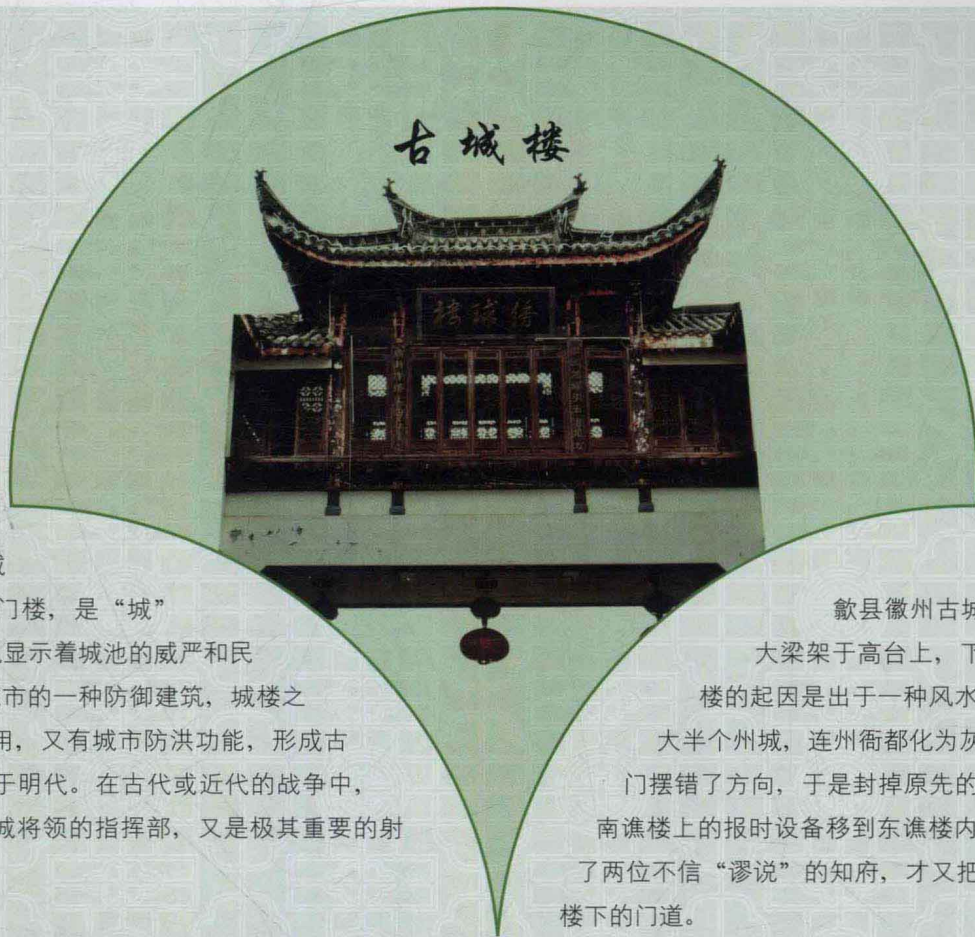 古城楼
得璜楼
门楼，是“城”
显示着城池的威严和民
市的一种防御建筑，城楼之
用，又有城市防洪功能，形成古
于明代。在古代或近代的战争中，
城将领的指挥部，又是极其重要的射
歙县徽州古城
大梁架于高台上，下
楼的起因是出于一种风水
大半个州城，连州衙都化为灰
门摆错了方向，于是封掉原先的
南谯楼上的报时设备移到东谯楼内
了两位不信“谬说”的知府，才又把
楼下的门道。